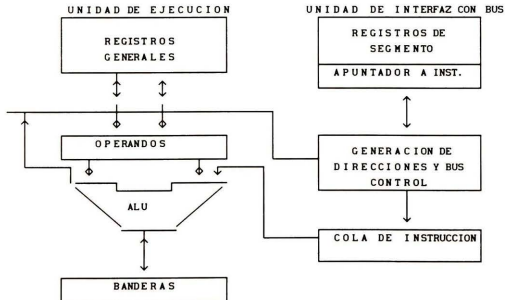 UNIDAD DE EJECUCION
REGISTROS
GENERALES
OPERANDOS
ALU
BANDERAS
UNIDAD DE INTERFAZ CON BUS
REGISTROS DE
SEGMENTO
APUNTADOR A INST.
GENERACION DE
DIRECCIONES Y BUS
CONTROL
COLA DE INSTRUCCION